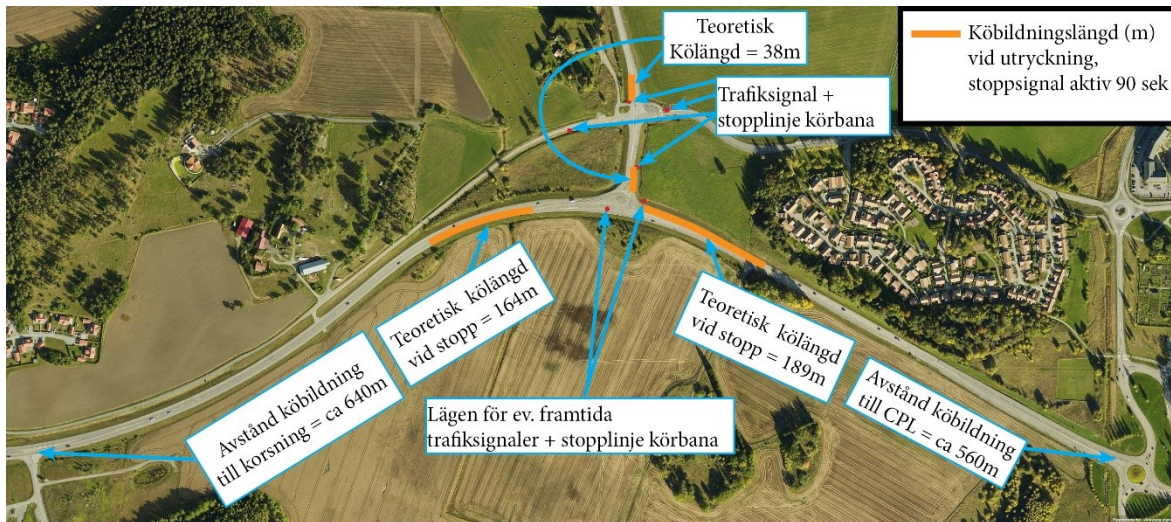 Teoretisk
Kölängd = 38m
Köbildningslängd (m)
vid utryckning,
stoppsignal aktiv 90 sek
Trafiksignal +
stopplinje körbana
Teoretisk kölängd
vid stopp = 164m
Teoretisk kölängd
vid stopp = 189m
Avstånd köbildning
till korsning = ca 640m
Lägen för ev. framtida
trafiksignaler + stopplinje körbana
Avstånd köbildning
till CPL = ca 560m